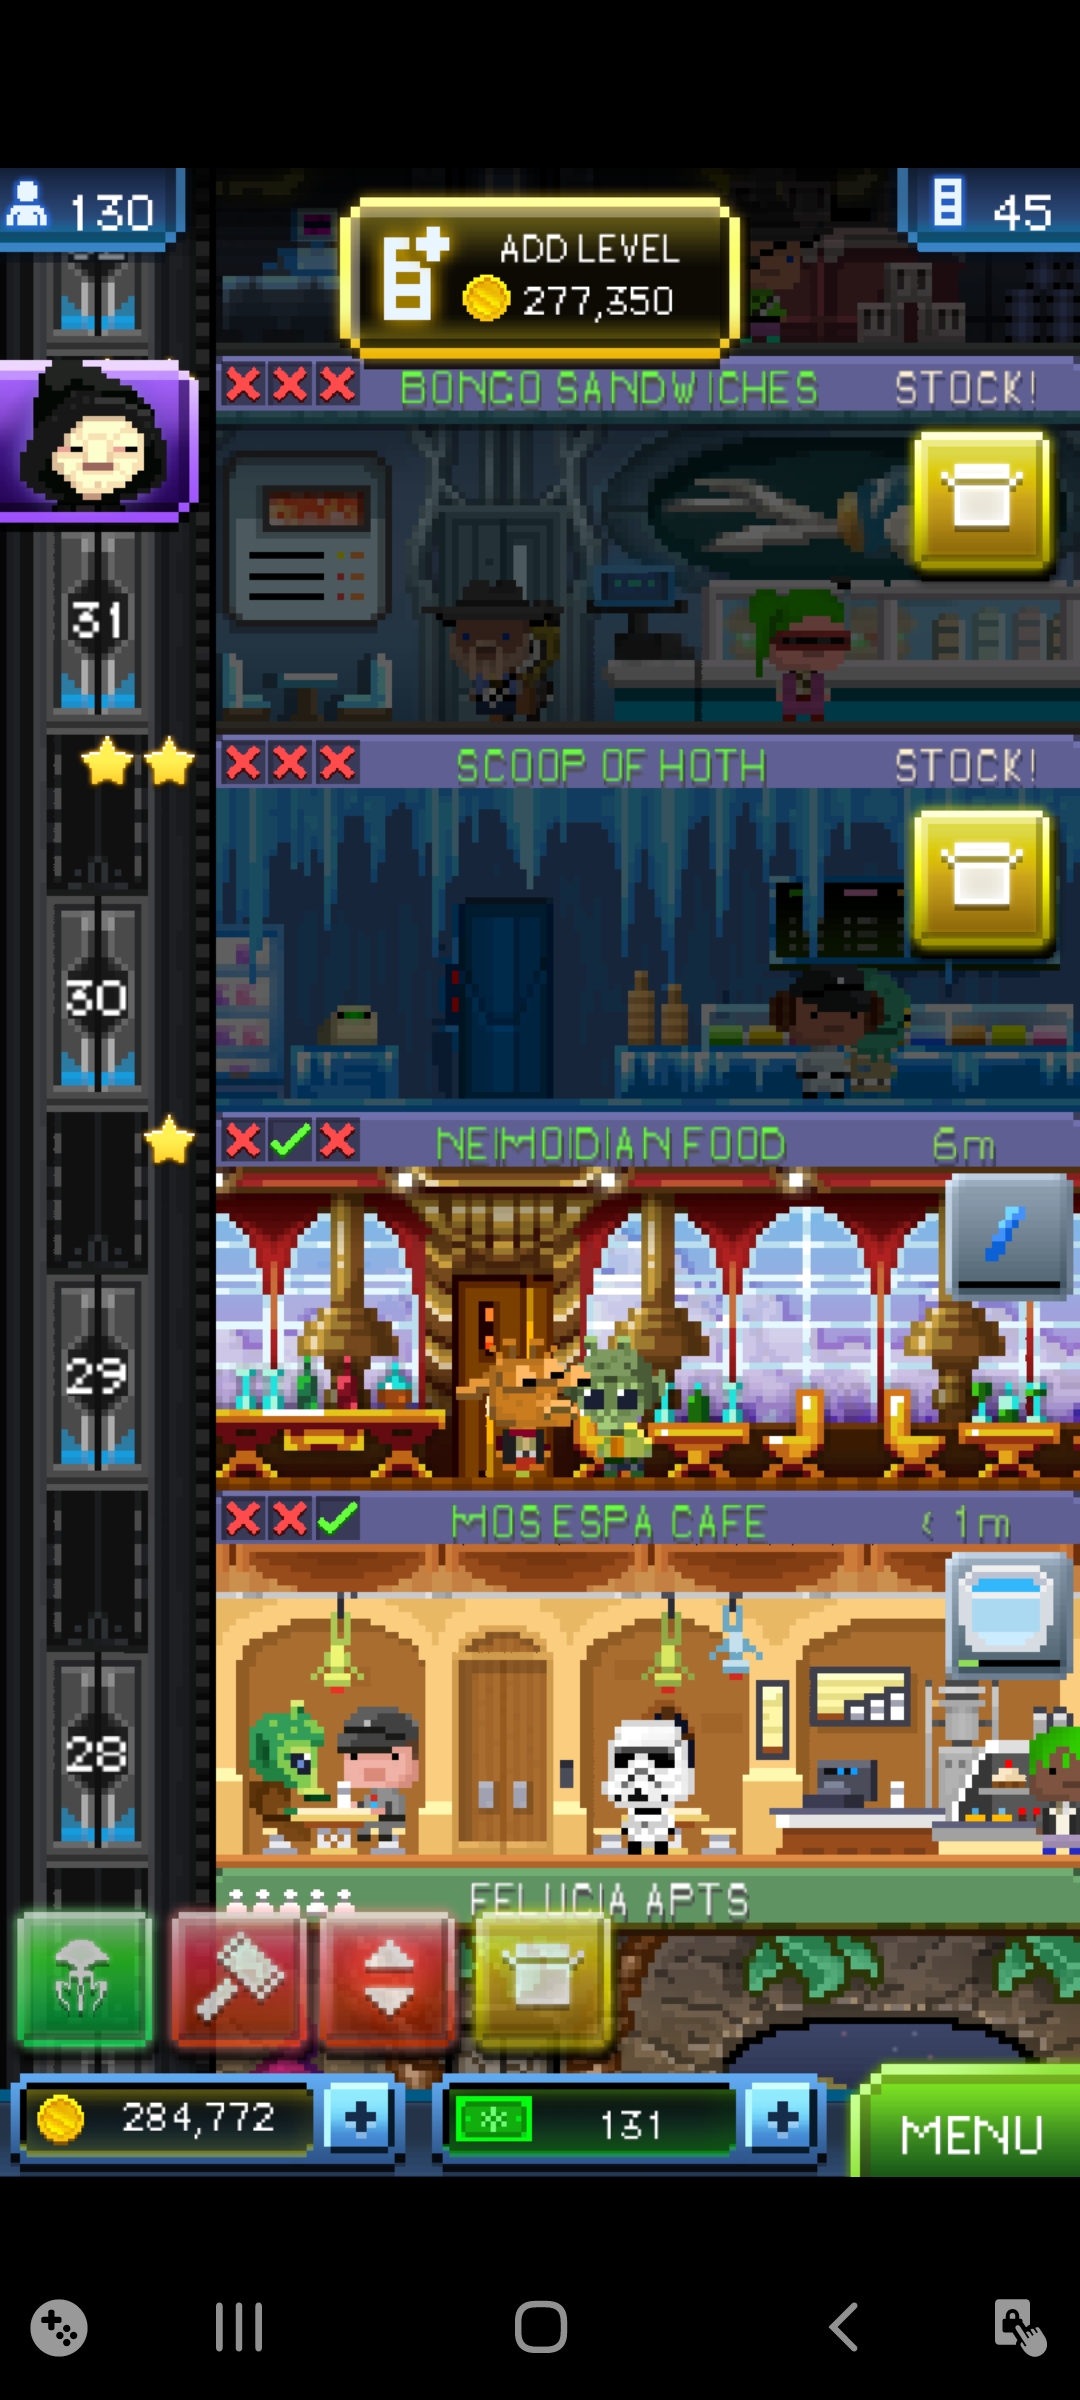 130
ADD LEVEL
277,350
45
BONGO SANDWICHES STOCK!
31
SCOOP OF HOTH STOCK!
30
NEIMOIDIAN FOOD 6m
29
MOS ESPA CAFE < 1m
28
FELUCIA APTS
284,772 + 131 + MENU